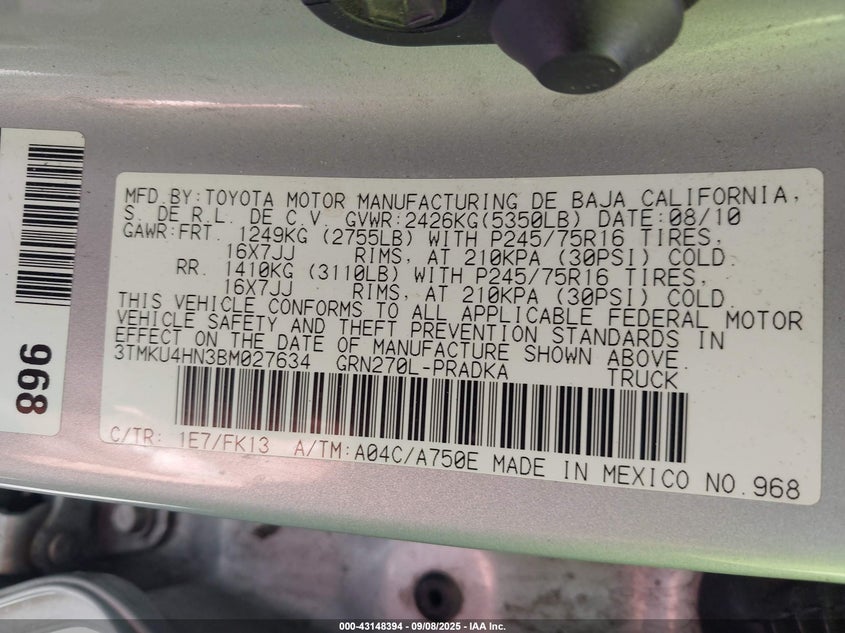 968
968
MFD. BY: TOYOTA MOTOR MANUFACTURING DE BAJA CALIFORNIA,
S. DE R. L. DE C. V. GVWR: 2426KG(5350LB) DATE: 08/10
GAWR: FRT. 1249KG (2755LB) WITH P245/75R16 TIRES,
16X7JJ RIMS, AT 210KPA (30PSI) COLD.
RR. 1410KG (3110LB) WITH P245/75R16 TIRES,
16X7JJ RIMS, AT 210KPA (30PSI) COLD.
THIS VEHICLE CONFORMS TO ALL APPLICABLE FEDERAL MOTOR
VEHICLE SAFETY AND THEFT PREVENTION STANDARDS IN
EFFECT ON THE DATE OF MANUFACTURE SHOWN ABOVE.
3TMKU4HN3BM027634 GRN270L-PRADKA TRUCK
C/TR: 1E7/FK13 A/TM: A04C/A750E MADE IN MEXICO NO. 968
000-43148394 - 09/08/2025 - IAA Inc.